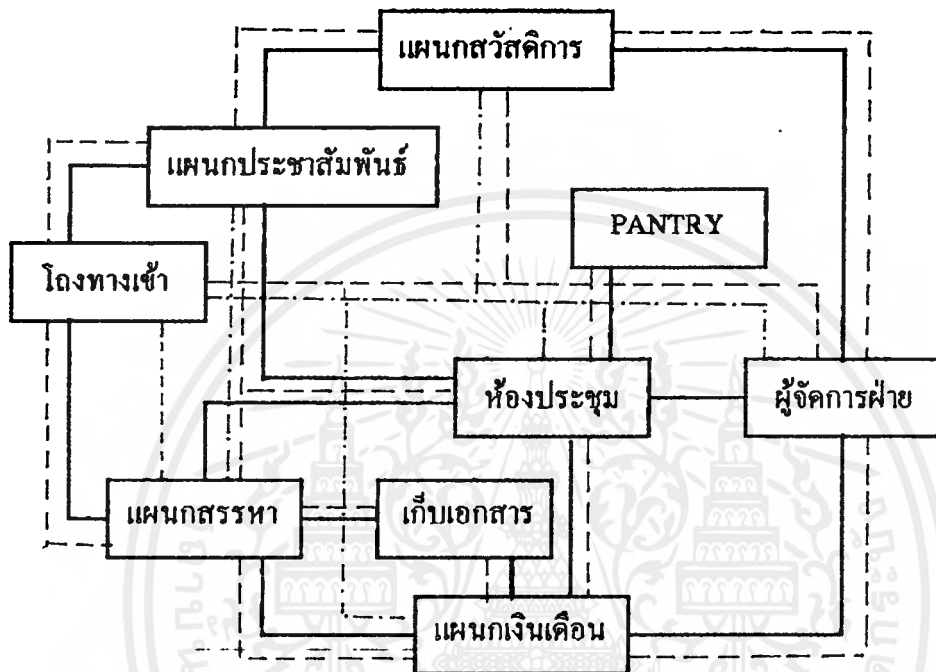 แผนกสวัสดิการ
แผนกประชาสัมพันธ์
PANTRY
โถงทางเข้า
ห้องประชุม
ผู้จัดการฝ่าย
แผนกสรรหา
เก็บเอกสาร
แผนกเงินเดือน